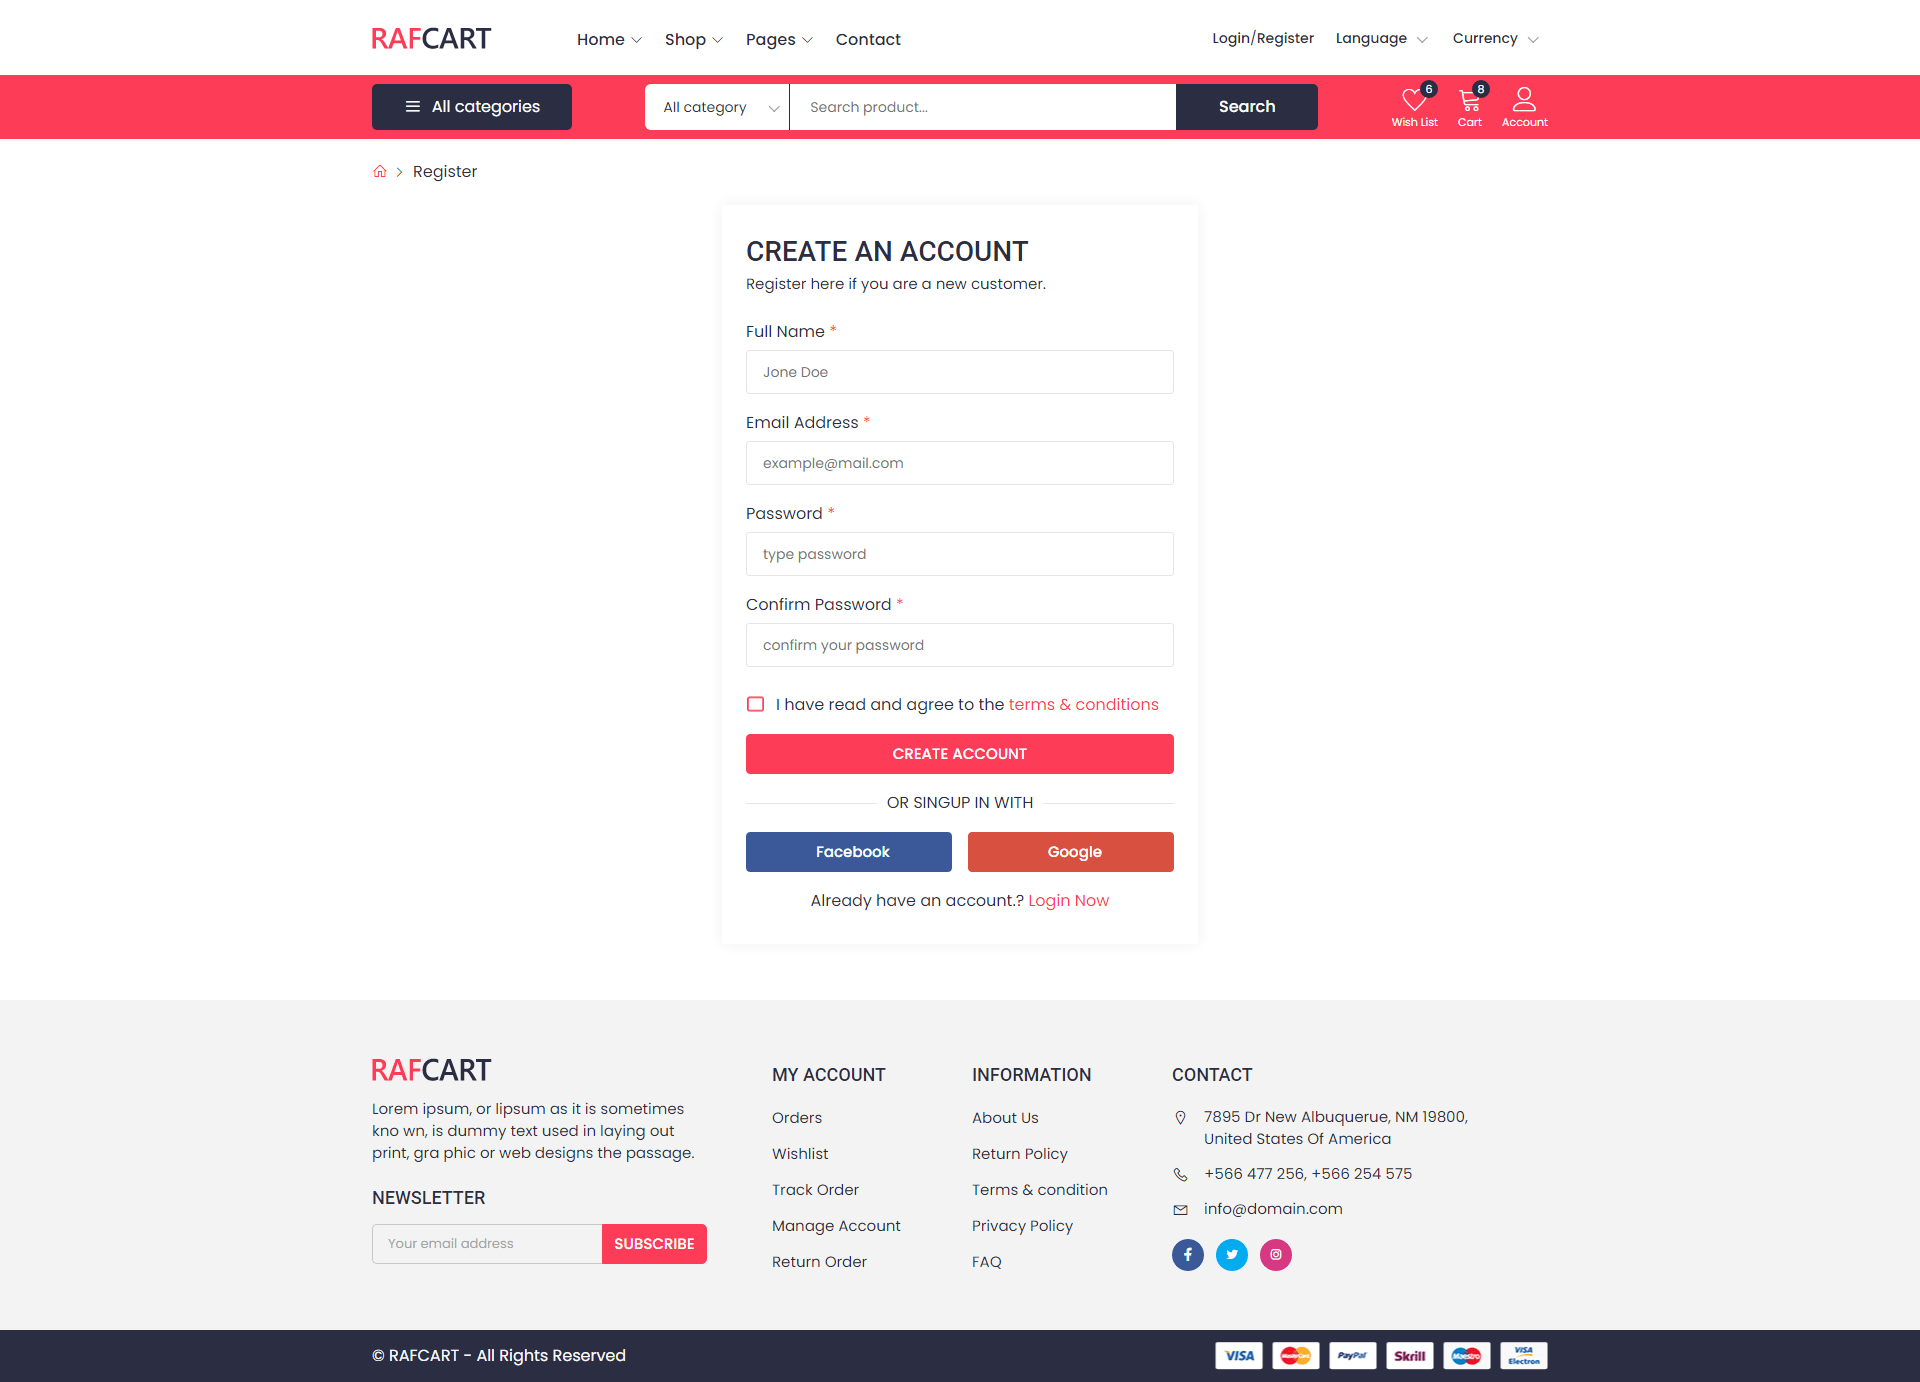 RAFCART
Home Shop Pages Contact
Login/Register Language Currency
All categories
All category Search product... Search
6 8
Wish List Cart Account
Register
CREATE AN ACCOUNT
Register here if you are a new customer.
Full Name *
Jone Doe
Email Address *
example@mail.com
Password *
type password
Confirm Password *
confirm your password
I have read and agree to the terms & conditions
CREATE ACCOUNT
OR SINGUP IN WITH
Facebook Google
Already have an account.? Login Now
RAFCART
Lorem ipsum, or lipsum as it is sometimes
kno wn, is dummy text used in laying out
print, gra phic or web designs the passage.
NEWSLETTER
Your email address SUBSCRIBE
MY ACCOUNT
Orders
Wishlist
Track Order
Manage Account
Return Order
INFORMATION
About Us
Return Policy
Terms & condition
Privacy Policy
FAQ
CONTACT
7895 Dr New Albuquerue, NM 19800,
United States Of America
+566 477 256, +566 254 575
info@domain.com
© RAFCART - All Rights Reserved
VISA MasterCard PayPal Skrill Maestro VISA Electron